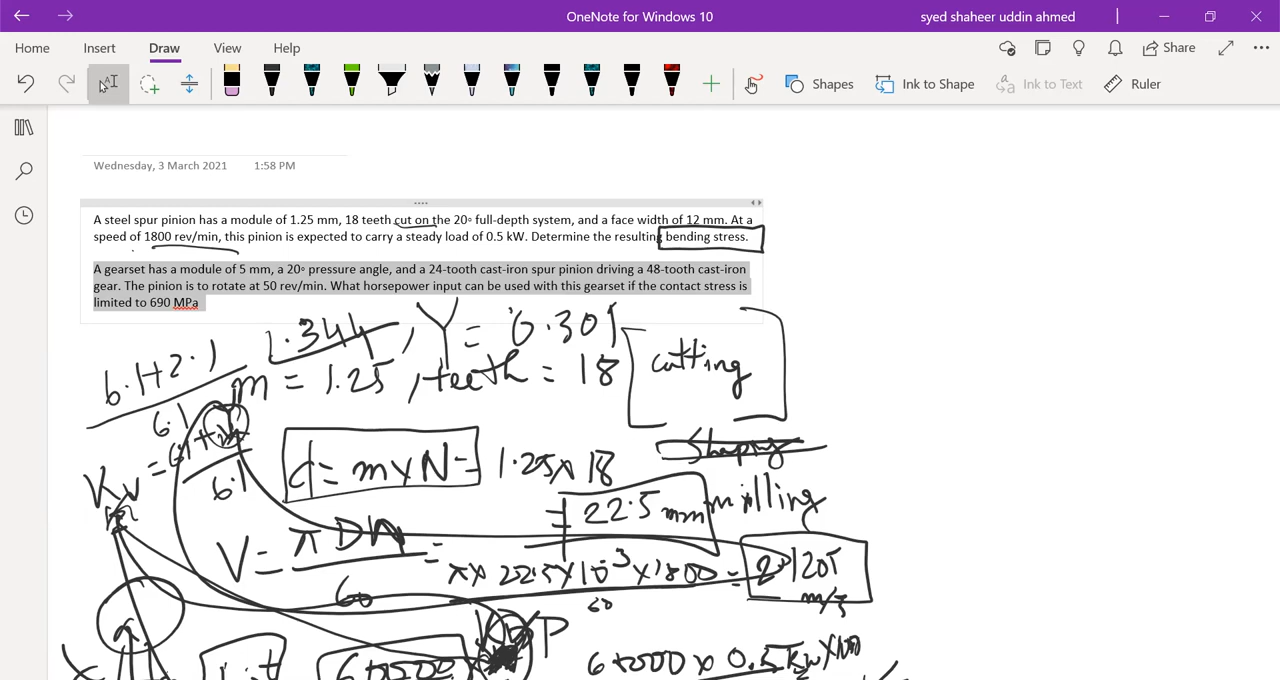 OneNote for Windows 10
syed shaheer uddin ahmed
Home Insert Draw View Help
Share
Shapes Ink to Shape Ink to Text Ruler
Wednesday, 3 March 2021 1:58 PM
A steel spur pinion has a module of 1.25 mm, 18 teeth cut on the 20◦ full-depth system, and a face width of 12 mm. At a
speed of 1800 rev/min, this pinion is expected to carry a steady load of 0.5 kW. Determine the resulting bending stress.
A gearset has a module of 5 mm, a 20◦ pressure angle, and a 24-tooth cast-iron spur pinion driving a 48-tooth cast-iron
gear. The pinion is to rotate at 50 rev/min. What horsepower input can be used with this gearset if the contact stress is
limited to 690 MPa
1.344 , Y = 0.309
6.1+2.1
6.1
m = 1.25 , teeth = 18
cutting
Shaping
milling
Kv = 6.1+V
6.1
d = m x N = 1.25 x 18
= 22.5 mm
V = π D N
60
= π x 22.5 x 10 3 x 1800
60
= 2.1205
m/s
60000
P
60000 x 0.5 kw